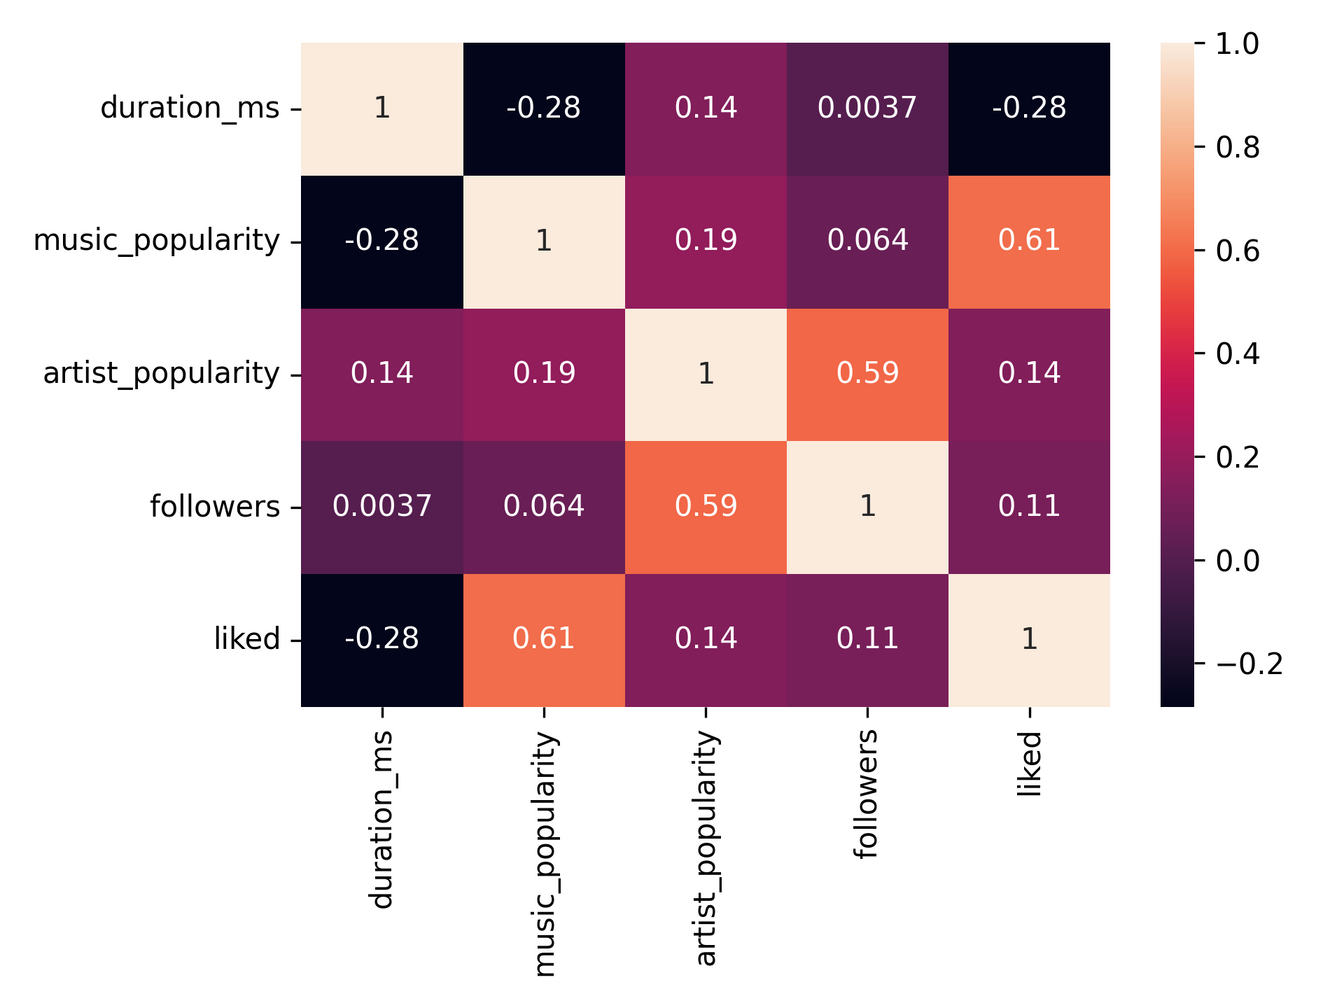 duration_ms 1 -0.28 0.14 0.0037 -0.28
music_popularity -0.28 1 0.19 0.064 0.61
artist_popularity 0.14 0.19 1 0.59 0.14
followers 0.0037 0.064 0.59 1 0.11
liked -0.28 0.61 0.14 0.11 1
duration_ms
music_popularity
artist_popularity
followers
liked
1.0
0.8
0.6
0.4
0.2
0.0
−0.2